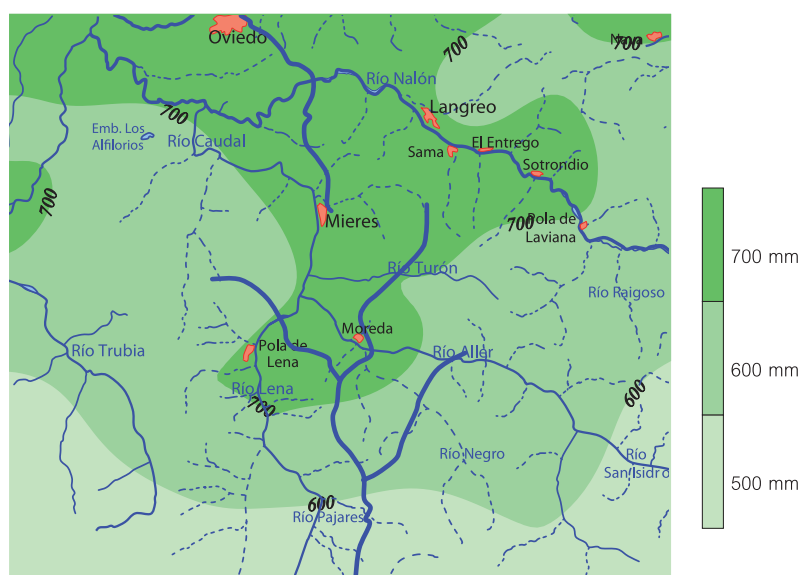 Oviedo
700
Nava
700
700
Río Nalón
Langreo
700
Emb. Los
Alfilorios
Río Caudal
El Entrego
Sama
Sotrondio
700
Mieres
700
Pola de
Laviana
Río Turón
Río Raigoso
Moreda
Pola de
Lena
Río Trubia
Río Aller
Río Lena
700
600
Río Negro
Río
San Isidro
600
Río Pajares
700 mm
600 mm
500 mm